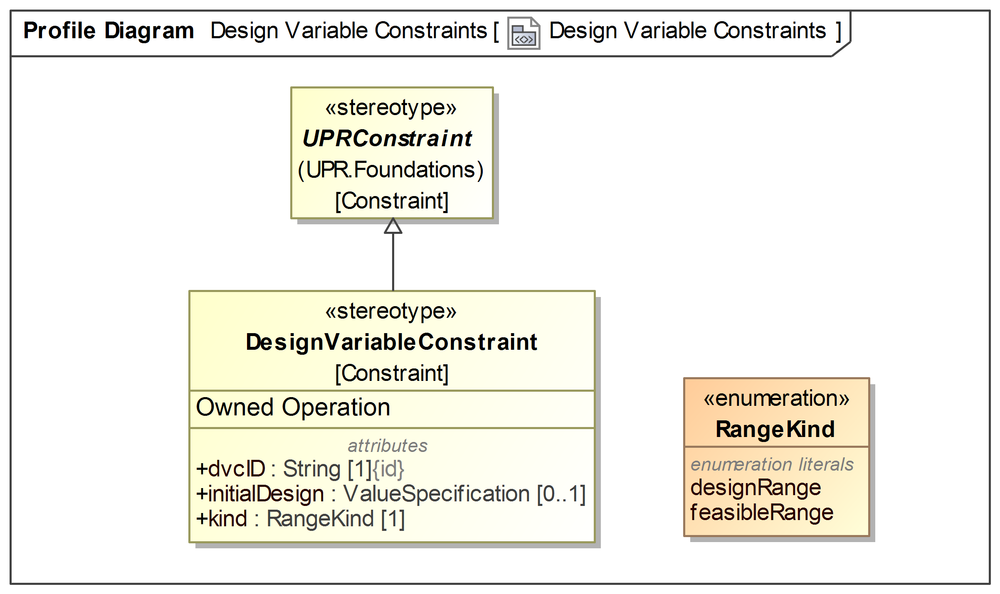 Profile Diagram Design Variable Constraints [ Design Variable Constraints ]
«stereotype»
UPRConstraint
(UPR.Foundations)
[Constraint]
«stereotype»
DesignVariableConstraint
[Constraint]
Owned Operation
attributes
+dvcID : String [1]{id}
+initialDesign : ValueSpecification [0..1]
+kind : RangeKind [1]
«enumeration»
RangeKind
enumeration literals
designRange
feasibleRange